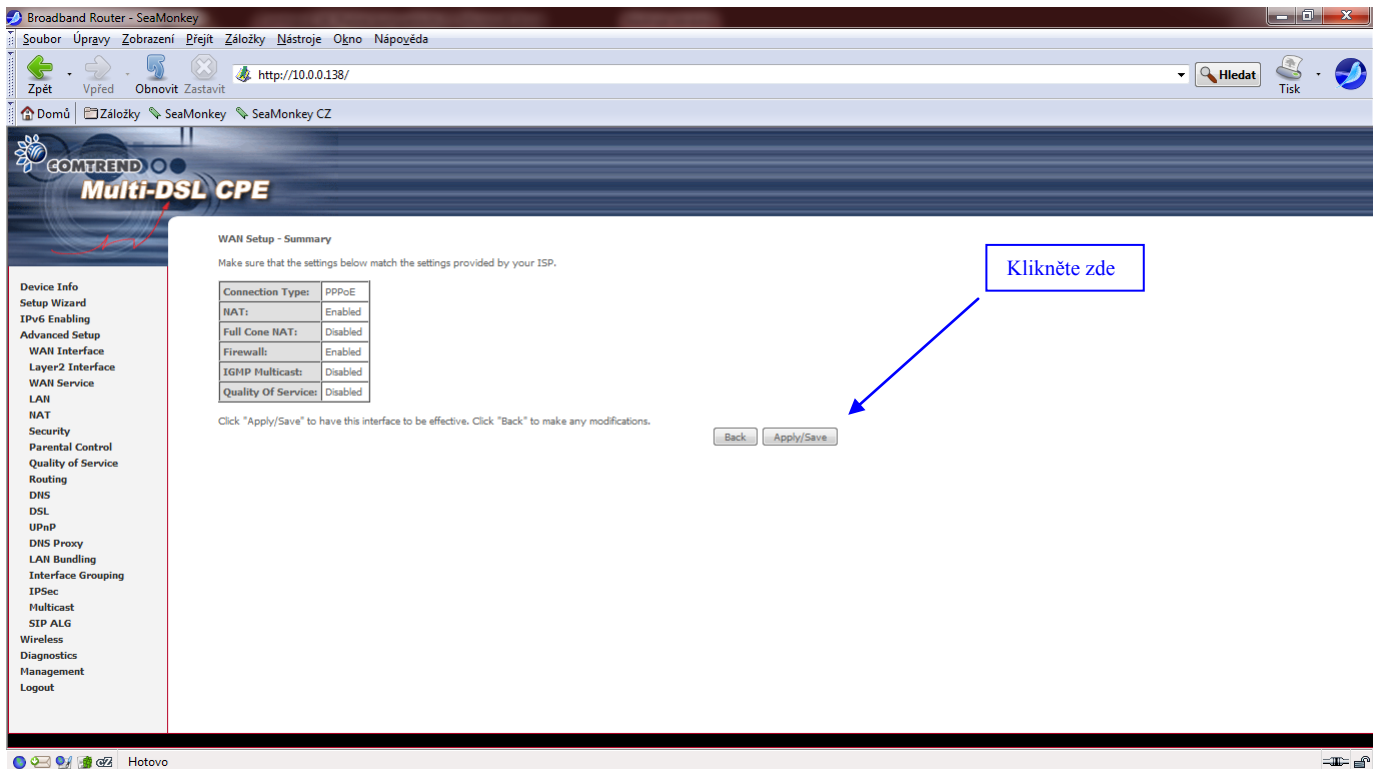 Broadband Router - SeaMonkey
Soubor Úpravy Zobrazení Přejít Záložky Nástroje Okno Nápověda
Zpět Vpřed Obnovit Zastavit http://10.0.0.138/ Hledat Tisk
Domů Záložky SeaMonkey SeaMonkey CZ
COMTREND
Multi-DSL CPE
WAN Setup - Summary
Make sure that the settings below match the settings provided by your ISP.
Klikněte zde
Connection Type: PPPoE
NAT: Enabled
Full Cone NAT: Disabled
Firewall: Enabled
IGMP Multicast: Disabled
Quality Of Service: Disabled
Click "Apply/Save" to have this interface to be effective. Click "Back" to make any modifications.
Back Apply/Save
Device Info
Setup Wizard
IPv6 Enabling
Advanced Setup
WAN Interface
Layer2 Interface
WAN Service
LAN
NAT
Security
Parental Control
Quality of Service
Routing
DNS
DSL
UPnP
DNS Proxy
LAN Bundling
Interface Grouping
IPSec
Multicast
SIP ALG
Wireless
Diagnostics
Management
Logout
Hotovo